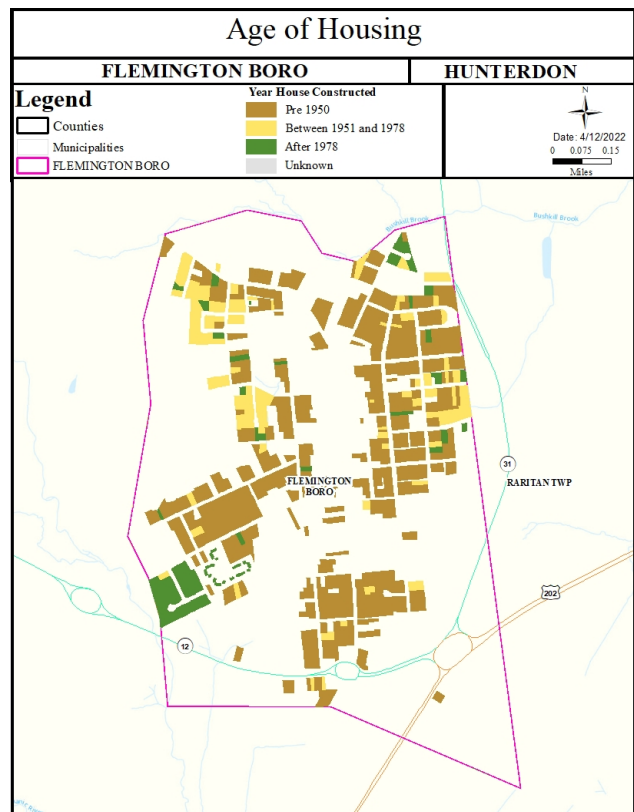 Age of Housing
FLEMINGTON BORO
HUNTERDON
Legend
Counties
Municipalities
FLEMINGTON BORO
Year House Constructed
Pre 1950
Between 1951 and 1978
After 1978
Unknown
N
Date: 4/12/2022
0 0.075 0.15
Miles
Bushkill Brook
Bushkill Brook
FLEMINGTON
BORO
31
RARITAN TWP
202
12